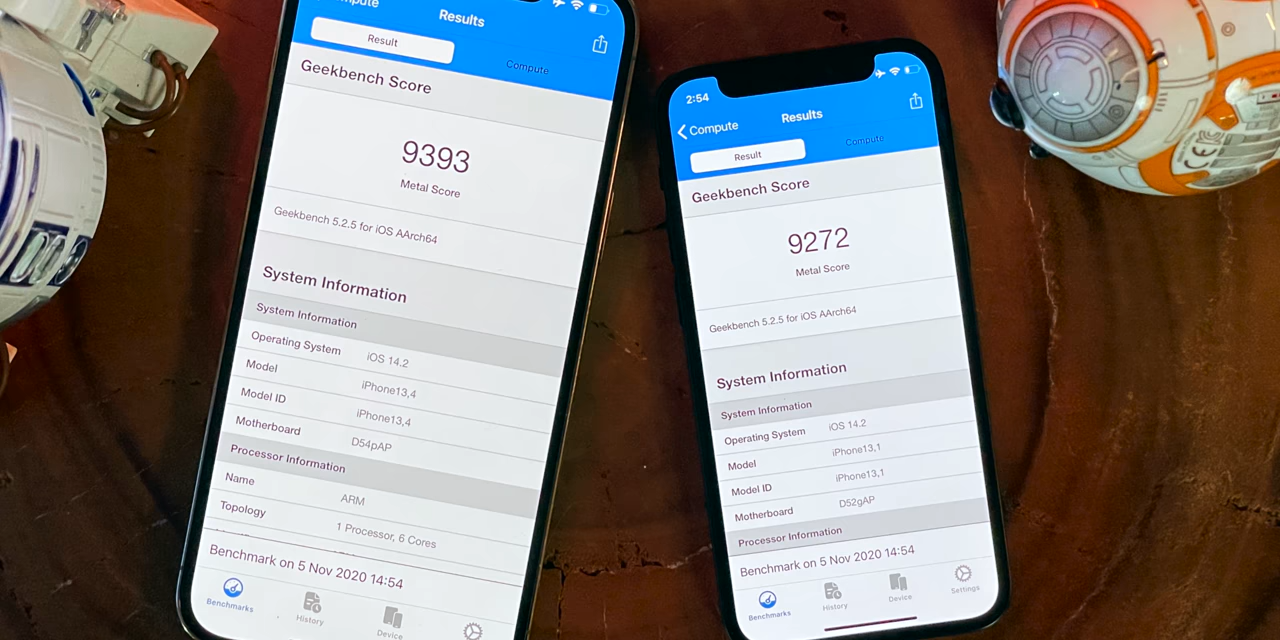 Compute
Results
Result
Compute
Geekbench Score
9393
Metal Score
Geekbench 5.2.5 for iOS AArch64
System Information
System Information
Operating System iOS 14.2
Model iPhone13,4
Model ID iPhone13,4
Motherboard D54pAP
Processor Information
Name ARM
Topology 1 Processor, 6 Cores
Benchmark on 5 Nov 2020 14:54
Benchmarks
History
Device
2:54
Compute
Results
Result
Compute
Geekbench Score
9272
Metal Score
Geekbench 5.2.5 for iOS AArch64
System Information
System Information
Operating System iOS 14.2
Model iPhone13,1
Model ID iPhone13,1
Motherboard D52gAP
Processor Information
Benchmark on 5 Nov 2020 14:54
Benchmarks
History
Device
Settings
CE